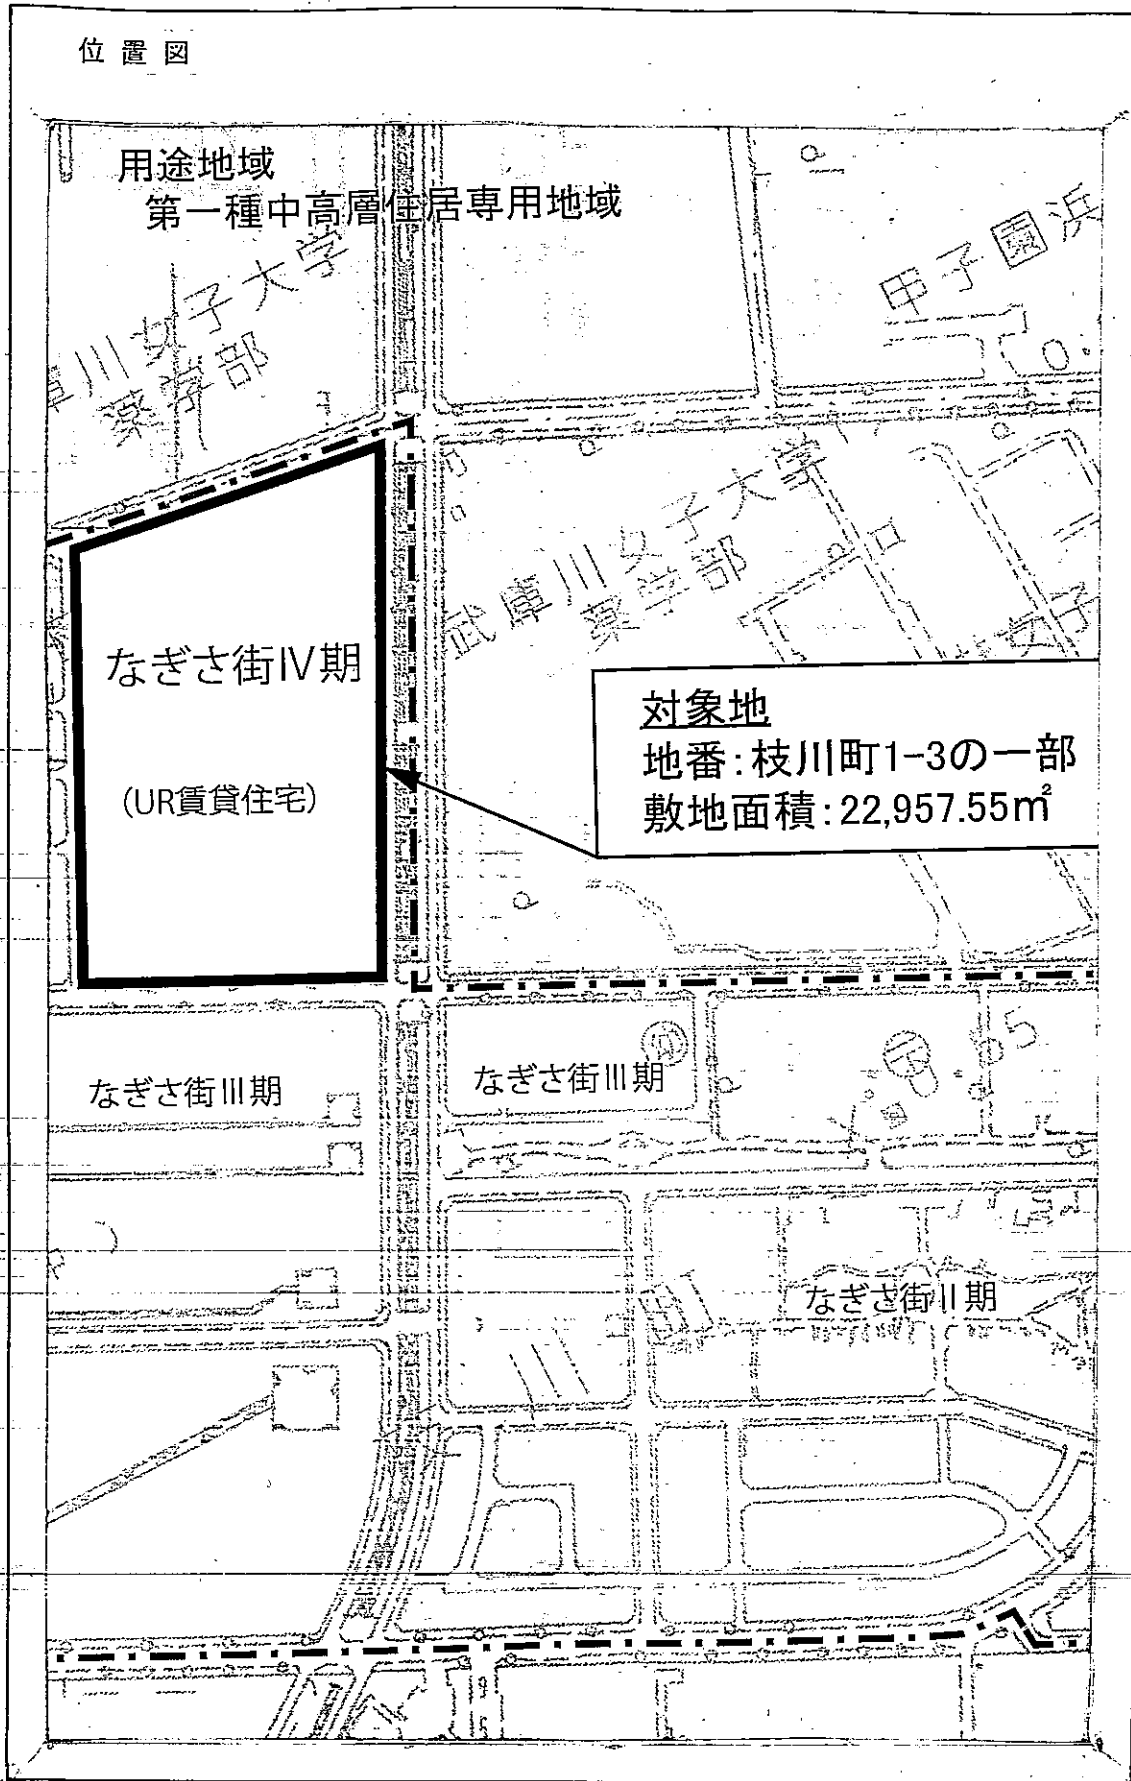 位置図
用途地域
第一種中高層住居専用地域
庫川女子大学
薬学部
甲子園浜
武庫川女子大学
薬学部
女子
なぎさ街Ⅳ期
(UR賃貸住宅)
対象地
地番:枝川町1-3の一部
敷地面積:22,957.55㎡
なぎさ街Ⅲ期
なぎさ街Ⅲ期
なぎさ街Ⅱ期
町